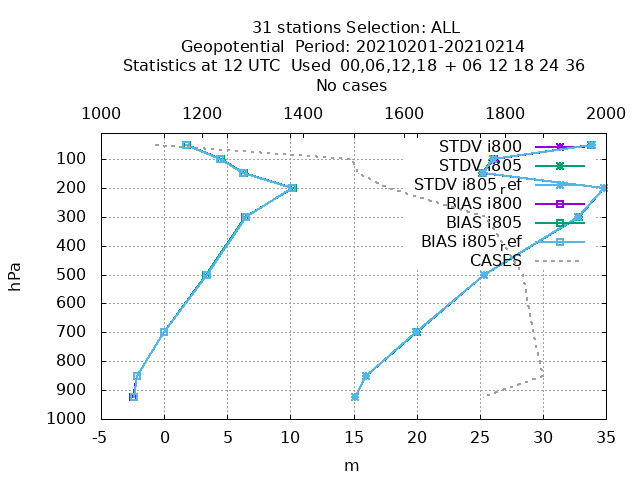 31 stations Selection: ALL
Geopotential  Period: 20210201-20210214
Statistics at 12 UTC  Used  00,06,12,18  + 06 12 18 24 36
No cases
1000 1200 1400 1600 1800 2000
STDV i800
STDV i805
STDV i805ref
BIAS i800
BIAS i805
BIAS i805ref
CASES
100
200
300
400
500
600
700
800
900
1000
hPa
-5 0 5 10 15 20 25 30 35
m